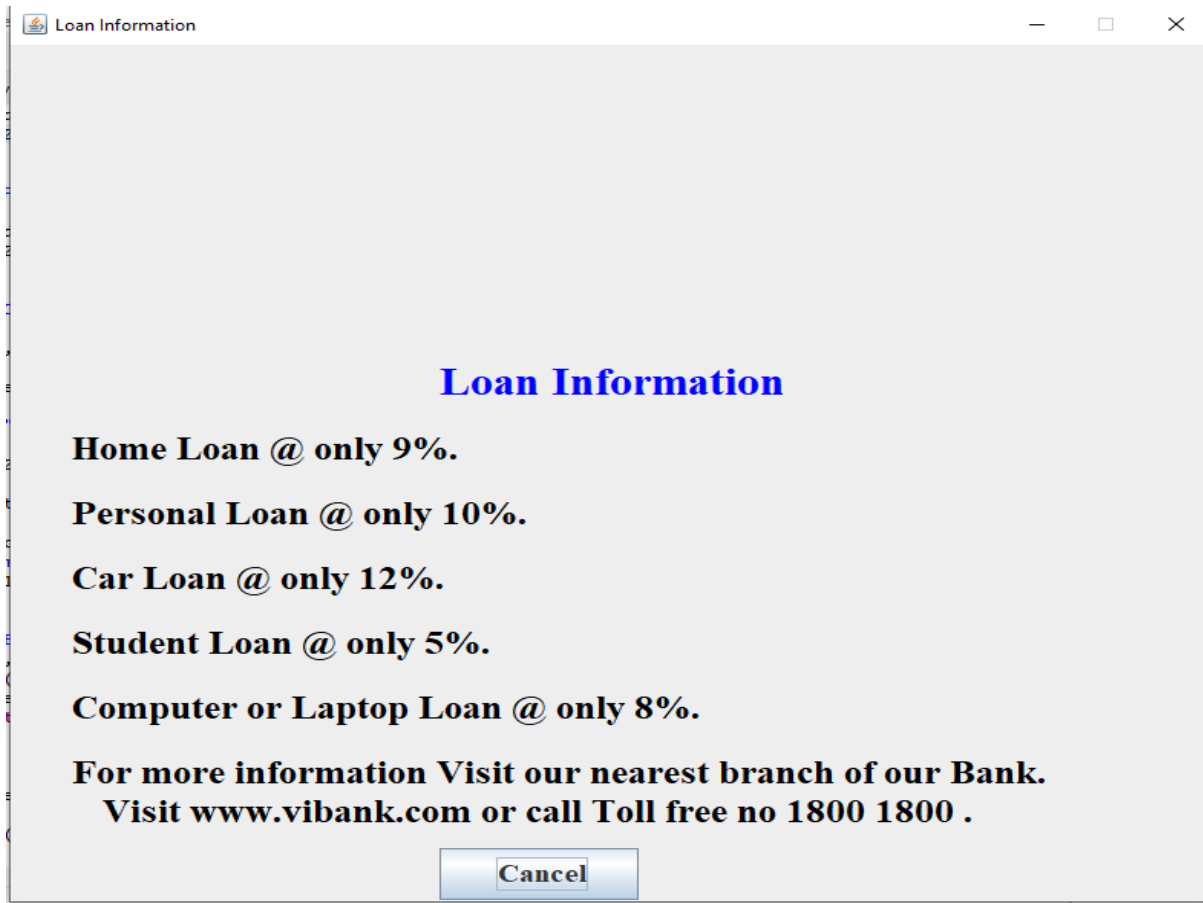 Loan Information
Loan Information
Home Loan @ only 9%.
Personal Loan @ only 10%.
Car Loan @ only 12%.
Student Loan @ only 5%.
Computer or Laptop Loan @ only 8%.
For more information Visit our nearest branch of our Bank.
Visit www.vibank.com or call Toll free no 1800 1800 .
Cancel